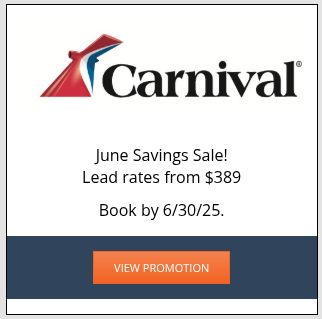 Carnival®
June Savings Sale!
Lead rates from $389
Book by 6/30/25.
VIEW PROMOTION